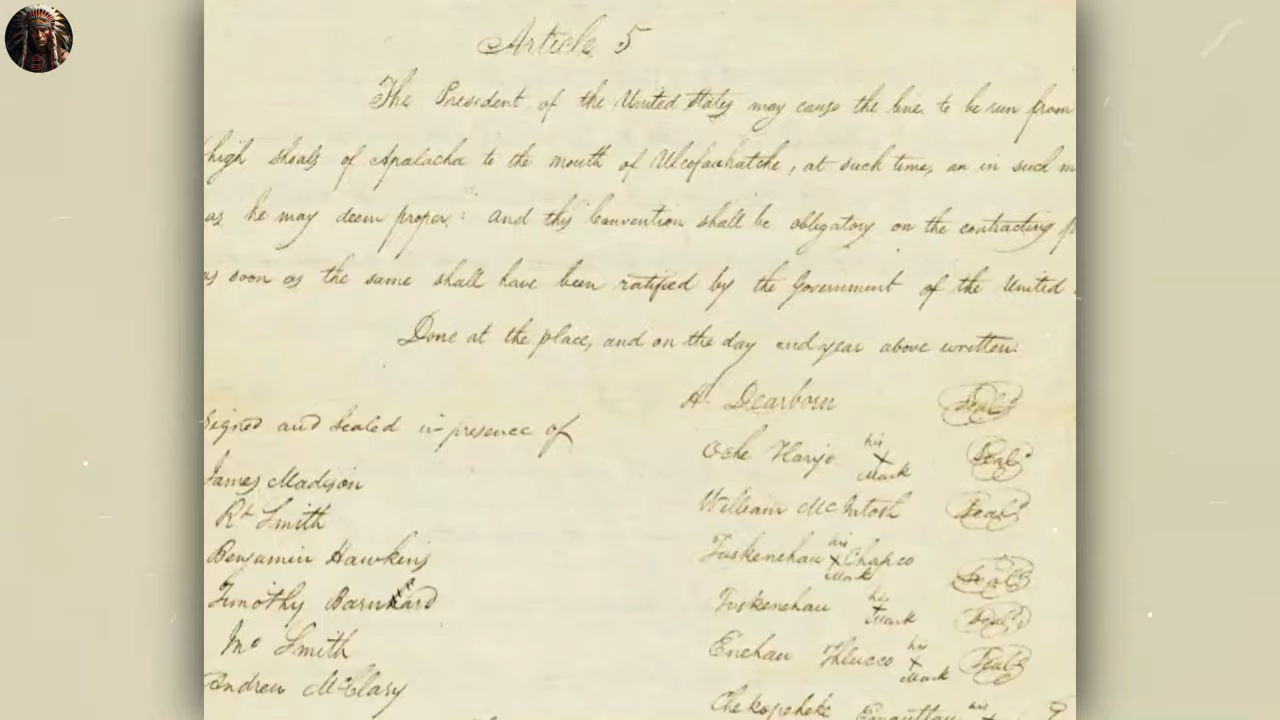 Article 5
The President of the United States may cause the line to be run from
high shoals of Apalacha to the mouth of Ulcofauhatche, at such time, an in such m
as he may deem proper: and this Convention shall be obligatory on the contracting p
as soon as the same shall have been ratified by the Government of the United
Done at the place, and on the day and year above written.
H. Dearborn Seal
Signed and Sealed in presence of
Oche Harjo his x Mark Seal
James Madison
William McIntosh Seal
Rt Smith
Tuskenehau his x Mark Chapco Seal
Benjamin Hawkins
Tuskenehau his x Mark Seal
Timothy Barnard
Enehau Thlucco his x Mark Seal
Jno Smith
Andrew McClary
Chekopeheke Emauttau his